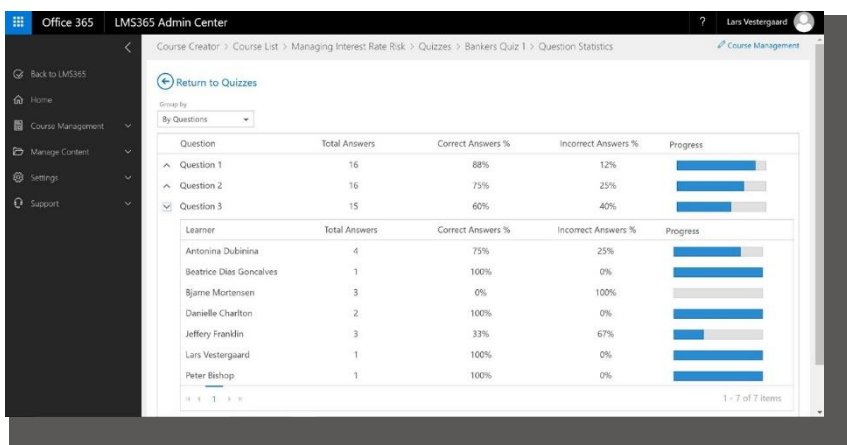 Office 365 LMS365 Admin Center ? Lars Vestergaard
Course Creator > Course List > Managing Interest Rate Risk > Quizzes > Bankers Quiz 1 > Question Statistics Course Management
Back to LMS365
Home
Course Management
Manage Content
Settings
Support
Return to Quizzes
Group by
By Questions
Question Total Answers Correct Answers % Incorrect Answers % Progress
Question 1 16 88% 12%
Question 2 16 75% 25%
Question 3 15 60% 40%
Learner Total Answers Correct Answers % Incorrect Answers % Progress
Antonina Dubinina 4 75% 25%
Beatrice Dias Goncalves 1 100% 0%
Bjarne Mortensen 3 0% 100%
Danielle Charlton 2 100% 0%
Jeffery Franklin 3 33% 67%
Lars Vestergaard 1 100% 0%
Peter Bishop 1 100% 0%
1 1 - 7 of 7 items